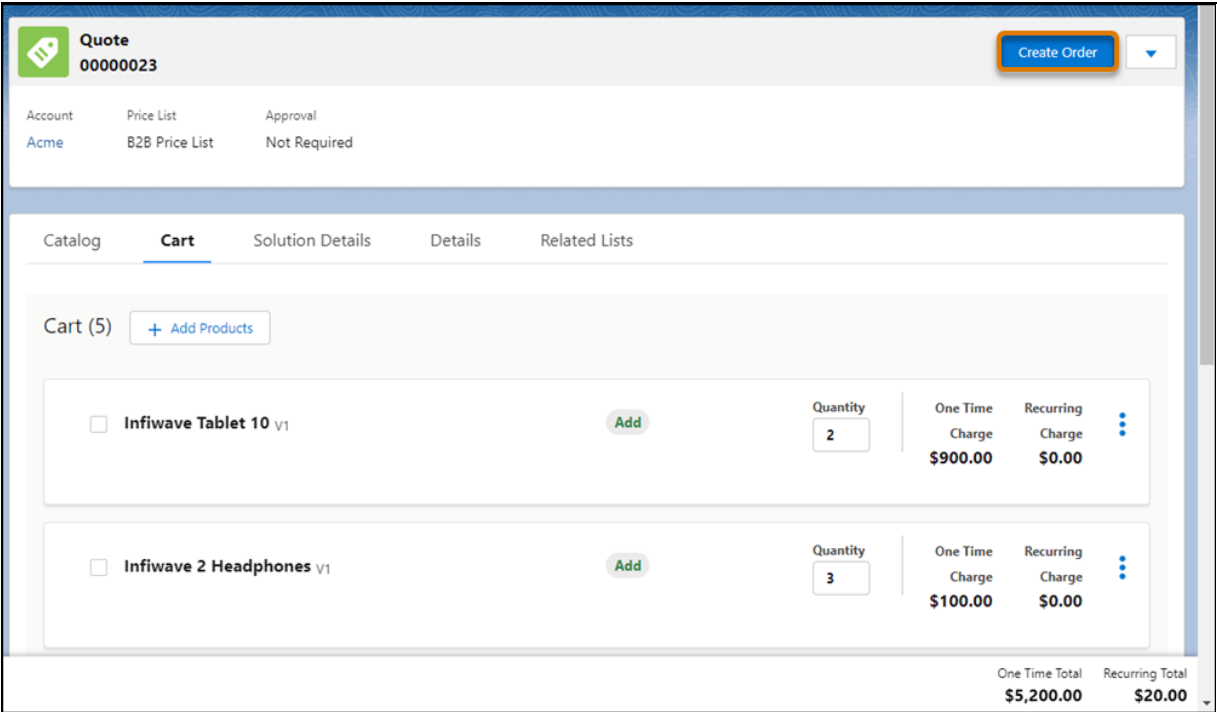 Quote
00000023
Create Order
Account Price List Approval
Acme B2B Price List Not Required
Catalog Cart Solution Details Details Related Lists
Cart (5) + Add Products
Infiwave Tablet 10 V1
Add
Quantity
2
One Time
Charge
$900.00
Recurring
Charge
$0.00
Infiwave 2 Headphones V1
Add
Quantity
3
One Time
Charge
$100.00
Recurring
Charge
$0.00
One Time Total Recurring Total
$5,200.00 $20.00